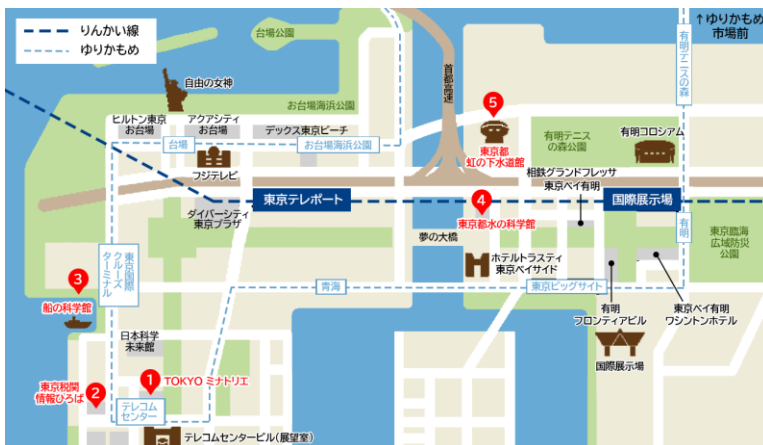 りんかい線
ゆりかもめ
↑ゆりかもめ
市場前
台場公園
自由の女神
首都高速
有明テニスの森
お台場海浜公園
ヒルトン東京
お台場
アクアシティ
お台場
デックス東京ビーチ
5
東京都
虹の下水道館
有明テニス
の森公園
有明コロシアム
台場
お台場海浜公園
フジテレビ
相鉄グランドフレッサ
東京ベイ有明
東京テレポート
4
国際展示場
ダイバーシティ
東京プラザ
東京都水の科学館
有明
東京臨海
広域防災
公園
夢の大橋
東京国際
クルーズ
ターミナル
3
船の科学館
ホテルトラスティ
東京ベイサイド
青海
東京ビッグサイト
有明
フロンティアビル
東京ベイ有明
ワシントンホテル
日本科学
未来館
国際展示場
1
TOKYO ミナトリエ
東京税関
情報ひろば
2
テレコム
センター
テレコムセンタービル(展望室)